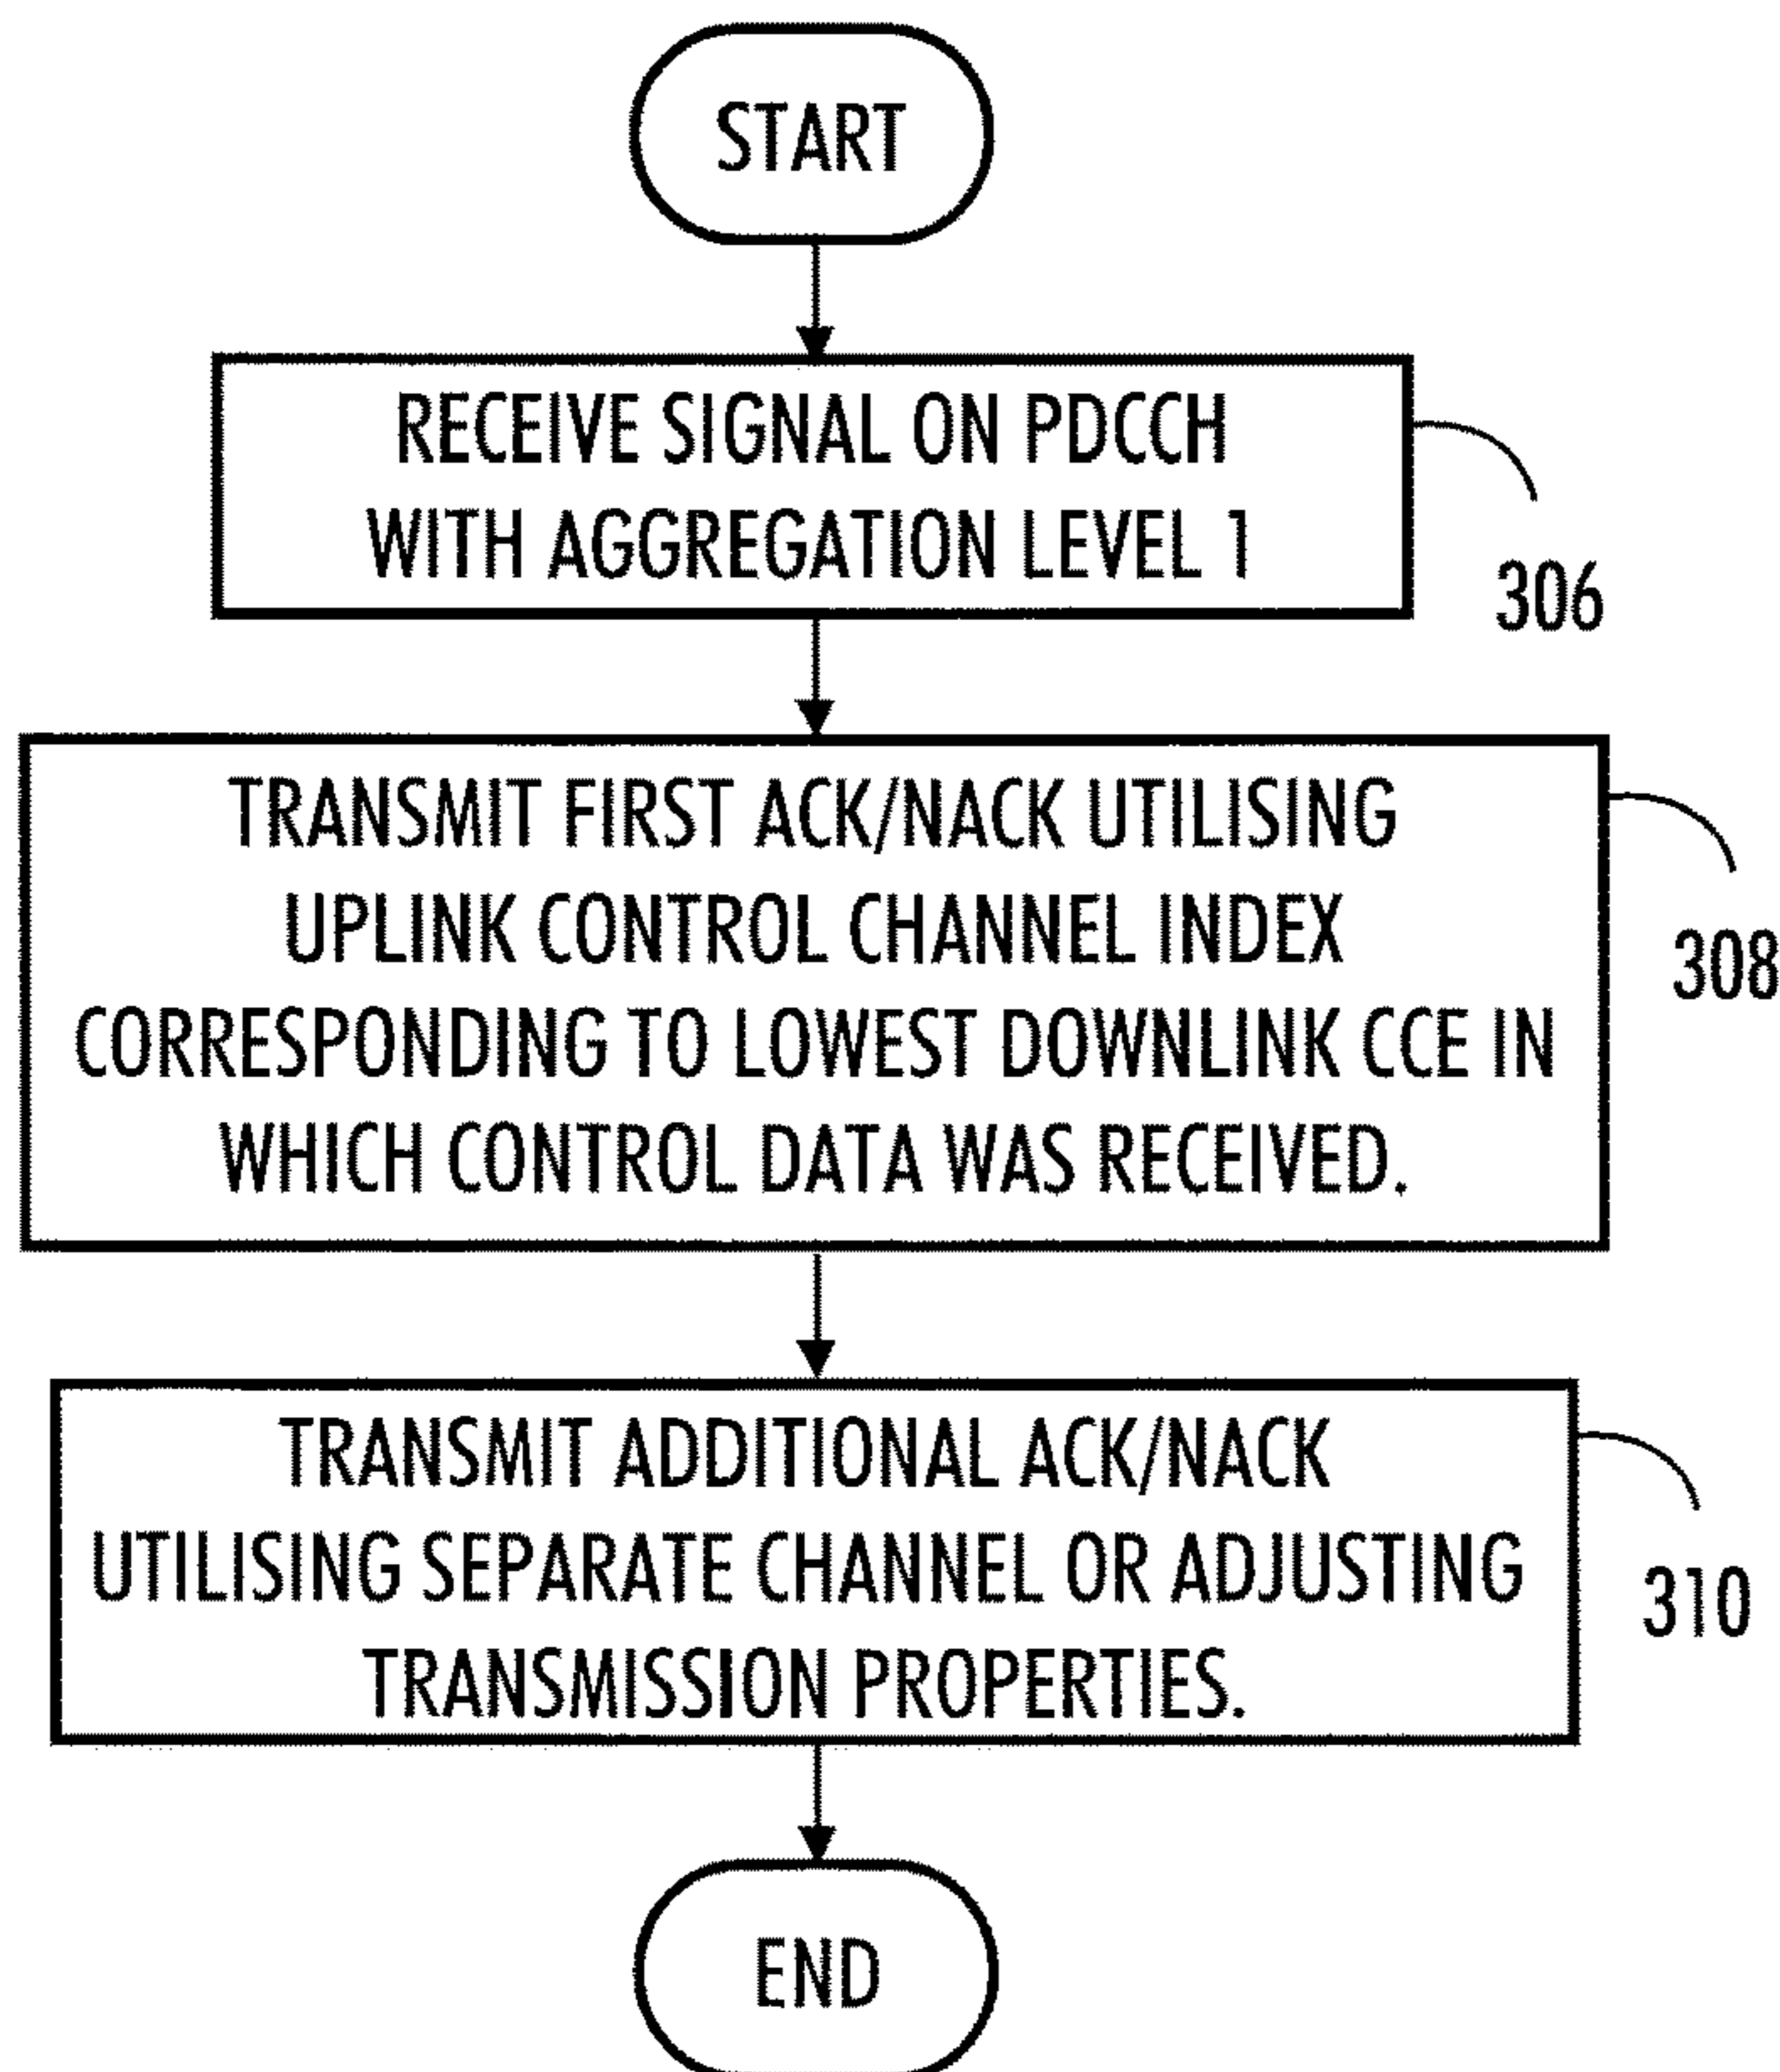 START
RECEIVE SIGNAL ON PDCCH
WITH AGGREGATION LEVEL 1
306
TRANSMIT FIRST ACK/NACK UTILISING
UPLINK CONTROL CHANNEL INDEX
CORRESPONDING TO LOWEST DOWNLINK CCE IN
WHICH CONTROL DATA WAS RECEIVED.
308
TRANSMIT ADDITIONAL ACK/NACK
UTILISING SEPARATE CHANNEL OR ADJUSTING
TRANSMISSION PROPERTIES.
310
END